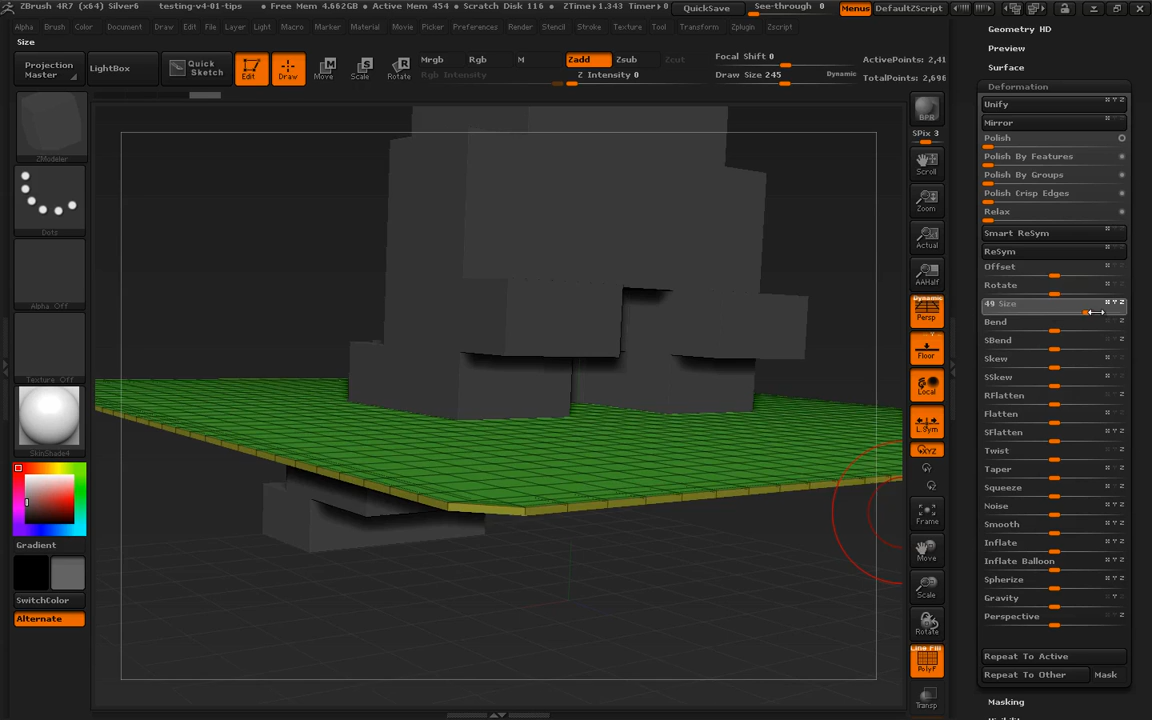 ZBrush 4R7 (x64) Silver6 testing-v4-01-tips • Free Mem 4.662GB • Active Mem 454 • Scratch Disk 116 • ZTime▸1.343 Timer▸0 QuickSave See-through 0 Menus DefaultZScript
Alpha Brush Color Document Draw Edit File Layer Light Macro Marker Material Movie Picker Preferences Render Stencil Stroke Texture Tool Transform Zplugin Zscript
Size
Projection Master
LightBox
Quick Sketch
Edit
Draw
Move
Scale
Rotate
Mrgb Rgb M
Rgb Intensity
Zadd Zsub Zcut
Z Intensity 0
Focal Shift 0
Draw Size 245 Dynamic
ActivePoints: 2,41
TotalPoints: 2,696
ZModeler
Dots
Alpha Off
Texture Off
SkinShade4
Gradient
SwitchColor
Alternate
BPR
SPix 3
Scroll
Zoom
Actual
AAHalf
Dynamic
Persp
Floor
Local
L.Sym
XYZ
Frame
Move
Scale
Rotate
Line Fill
PolyF
Transp
Geometry HD
Preview
Surface
Deformation
Unify
Mirror
Polish
Polish By Features
Polish By Groups
Polish Crisp Edges
Relax
Smart ReSym
ReSym
Offset
Rotate
49 Size
Bend
SBend
Skew
SSkew
RFlatten
Flatten
SFlatten
Twist
Taper
Squeeze
Noise
Smooth
Inflate
Inflate Balloon
Spherize
Gravity
Perspective
Repeat To Active
Repeat To Other Mask
Masking